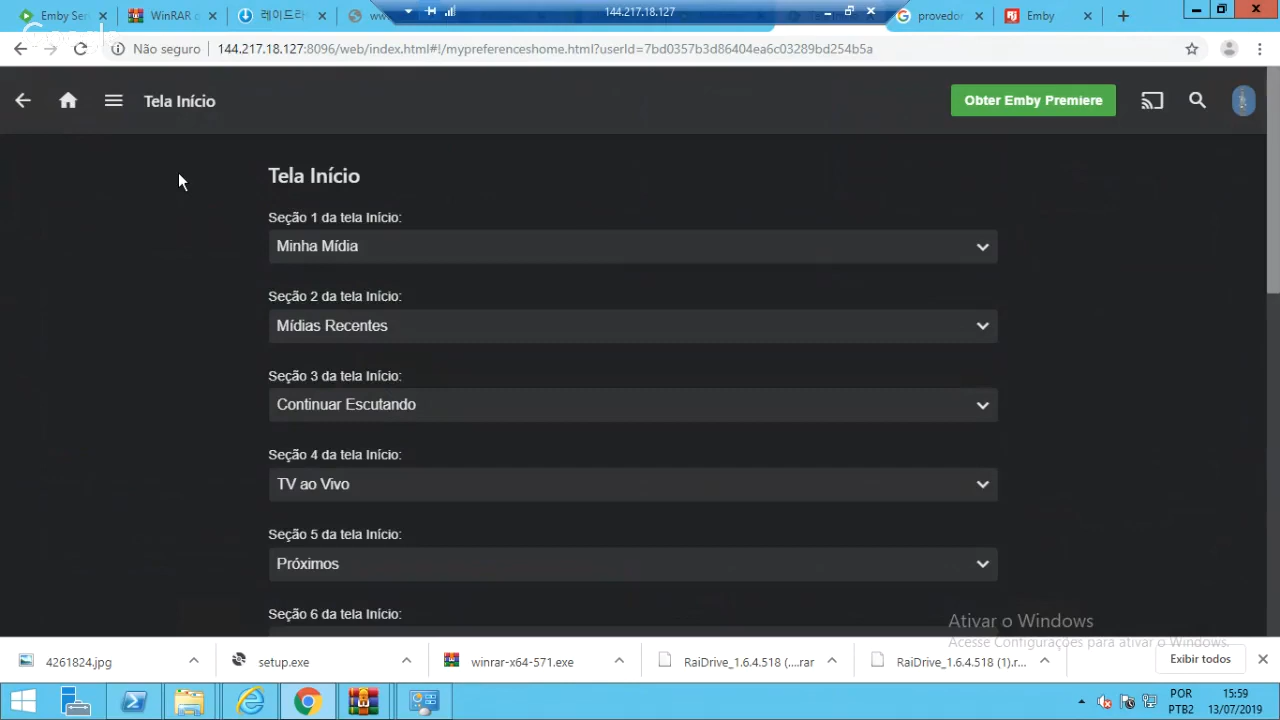 Emby Ser
WinRAR a
레이드라
www
144.217.18.127
provedor
Emby
Não seguro
144.217.18.127:8096/web/index.html#!/mypreferenceshome.html?userId=7bd0357b3d86404ea6c03289bd254b5a
Tela Início
Obter Emby Premiere
Tela Início
Seção 1 da tela Início:
Minha Mídia
Seção 2 da tela Início:
Mídias Recentes
Seção 3 da tela Início:
Continuar Escutando
Seção 4 da tela Início:
TV ao Vivo
Seção 5 da tela Início:
Próximos
Seção 6 da tela Início:
Ativar o Windows
Acesse Configurações para ativar o Windows.
4261824.jpg
setup.exe
winrar-x64-571.exe
RaiDrive_1.6.4.518 (....rar
RaiDrive_1.6.4.518 (1).r...
Exibir todos
POR
PTB2
15:59
13/07/2019